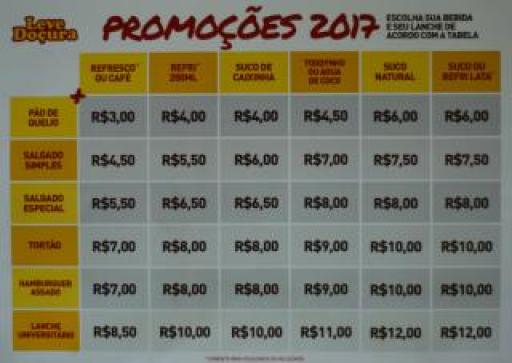 Leve
Doçura
PROMOÇÕES 2017
ESCOLHA SUA BEBIDA
E SEU LANCHE DE
ACORDO COM A TABELA
REFRESCO*
OU CAFÉ
REFRI*
200ML
SUCO DE
CAIXINHA
TODDYNHO
OU AGUA
DE COCO
SUCO
NATURAL
SUCO OU
REFRI LATA*
+
PÃO DE
QUEIJO
R$3,00 R$4,00 R$4,00 R$4,50 R$6,00 R$6,00
SALGADO
SIMPLES
R$4,50 R$5,50 R$6,00 R$7,00 R$7,50 R$7,50
SALGADO
ESPECIAL
R$5,50 R$6,50 R$6,50 R$8,00 R$8,00 R$8,00
TORTÃO
R$7,00 R$8,00 R$8,00 R$9,00 R$10,00 R$10,00
HAMBURGUER
ASSADO
R$7,00 R$8,00 R$8,00 R$9,00 R$10,00 R$10,00
LANCHE
UNIVERSITÁRIO
R$8,50 R$10,00 R$10,00 R$11,00 R$12,00 R$12,00